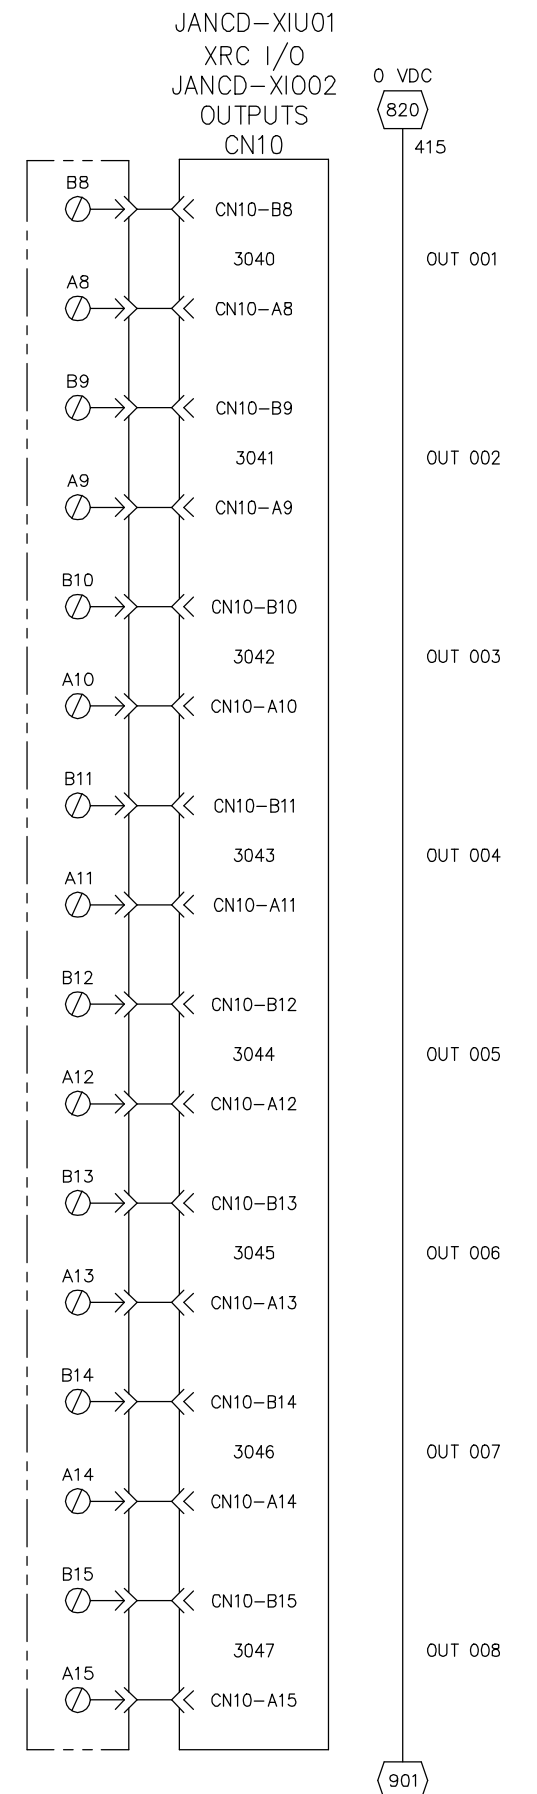 JANCD-XIU01
XRC I/O
JANCD-XIO02
OUTPUTS
CN10
0 VDC
820
415
B8
CN10-B8
3040
OUT 001
A8
CN10-A8
B9
CN10-B9
3041
OUT 002
A9
CN10-A9
B10
CN10-B10
3042
OUT 003
A10
CN10-A10
B11
CN10-B11
3043
OUT 004
A11
CN10-A11
B12
CN10-B12
3044
OUT 005
A12
CN10-A12
B13
CN10-B13
3045
OUT 006
A13
CN10-A13
B14
CN10-B14
3046
OUT 007
A14
CN10-A14
B15
CN10-B15
3047
OUT 008
A15
CN10-A15
901